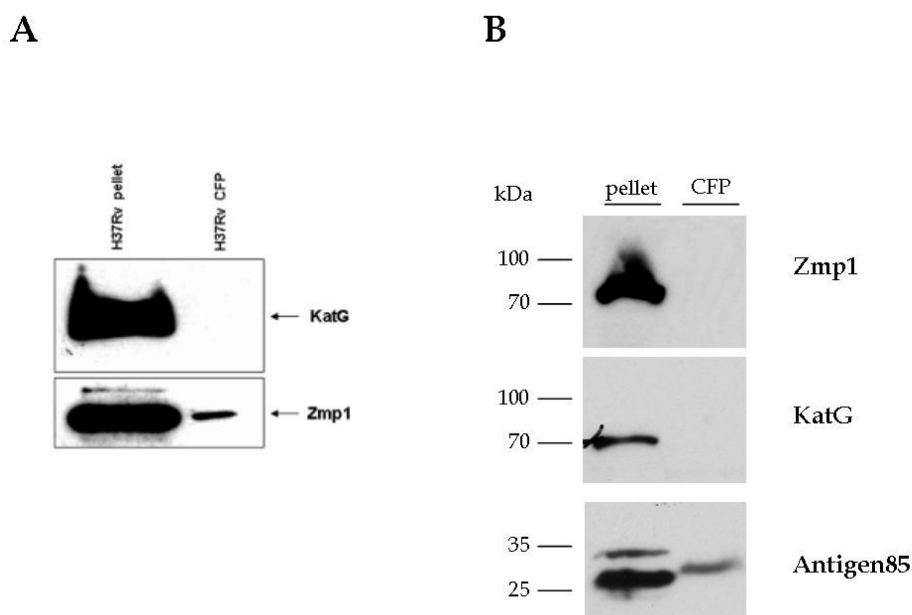 A
H37Rv pellet
H37Rv CFP
KatG
Zmp1
B
kDa
pellet
CFP
100
70
Zmp1
100
70
KatG
35
25
Antigen85